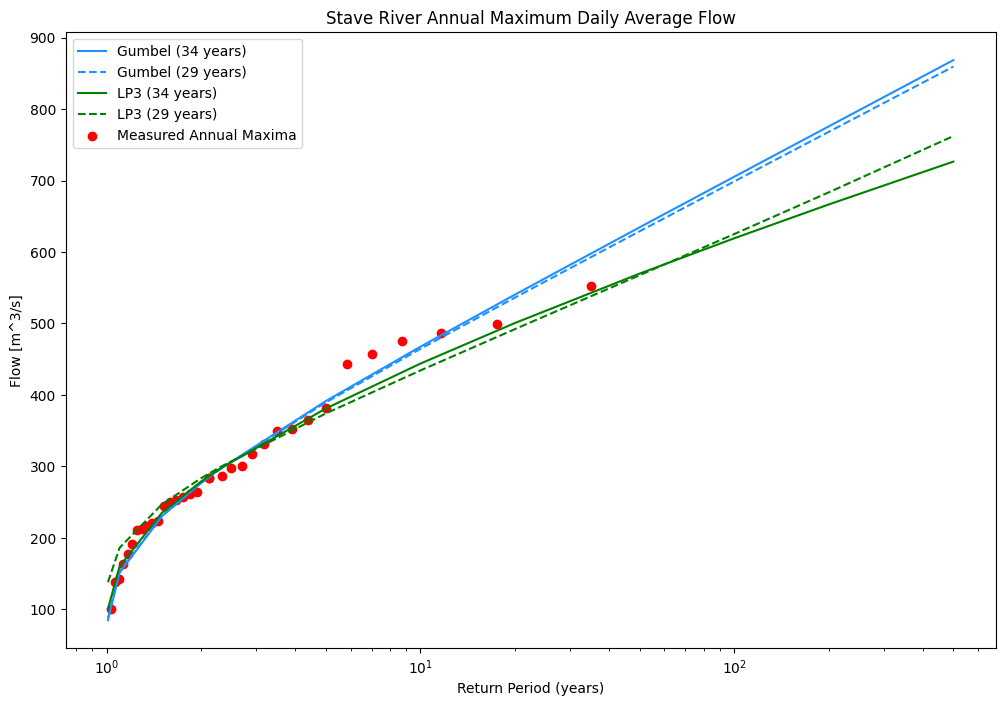 Stave River Annual Maximum Daily Average Flow
Gumbel (34 years)
Gumbel (29 years)
LP3 (34 years)
LP3 (29 years)
Measured Annual Maxima
Flow [m^3/s]
900
800
700
600
500
400
300
200
100
10^0 10^1 10^2
Return Period (years)